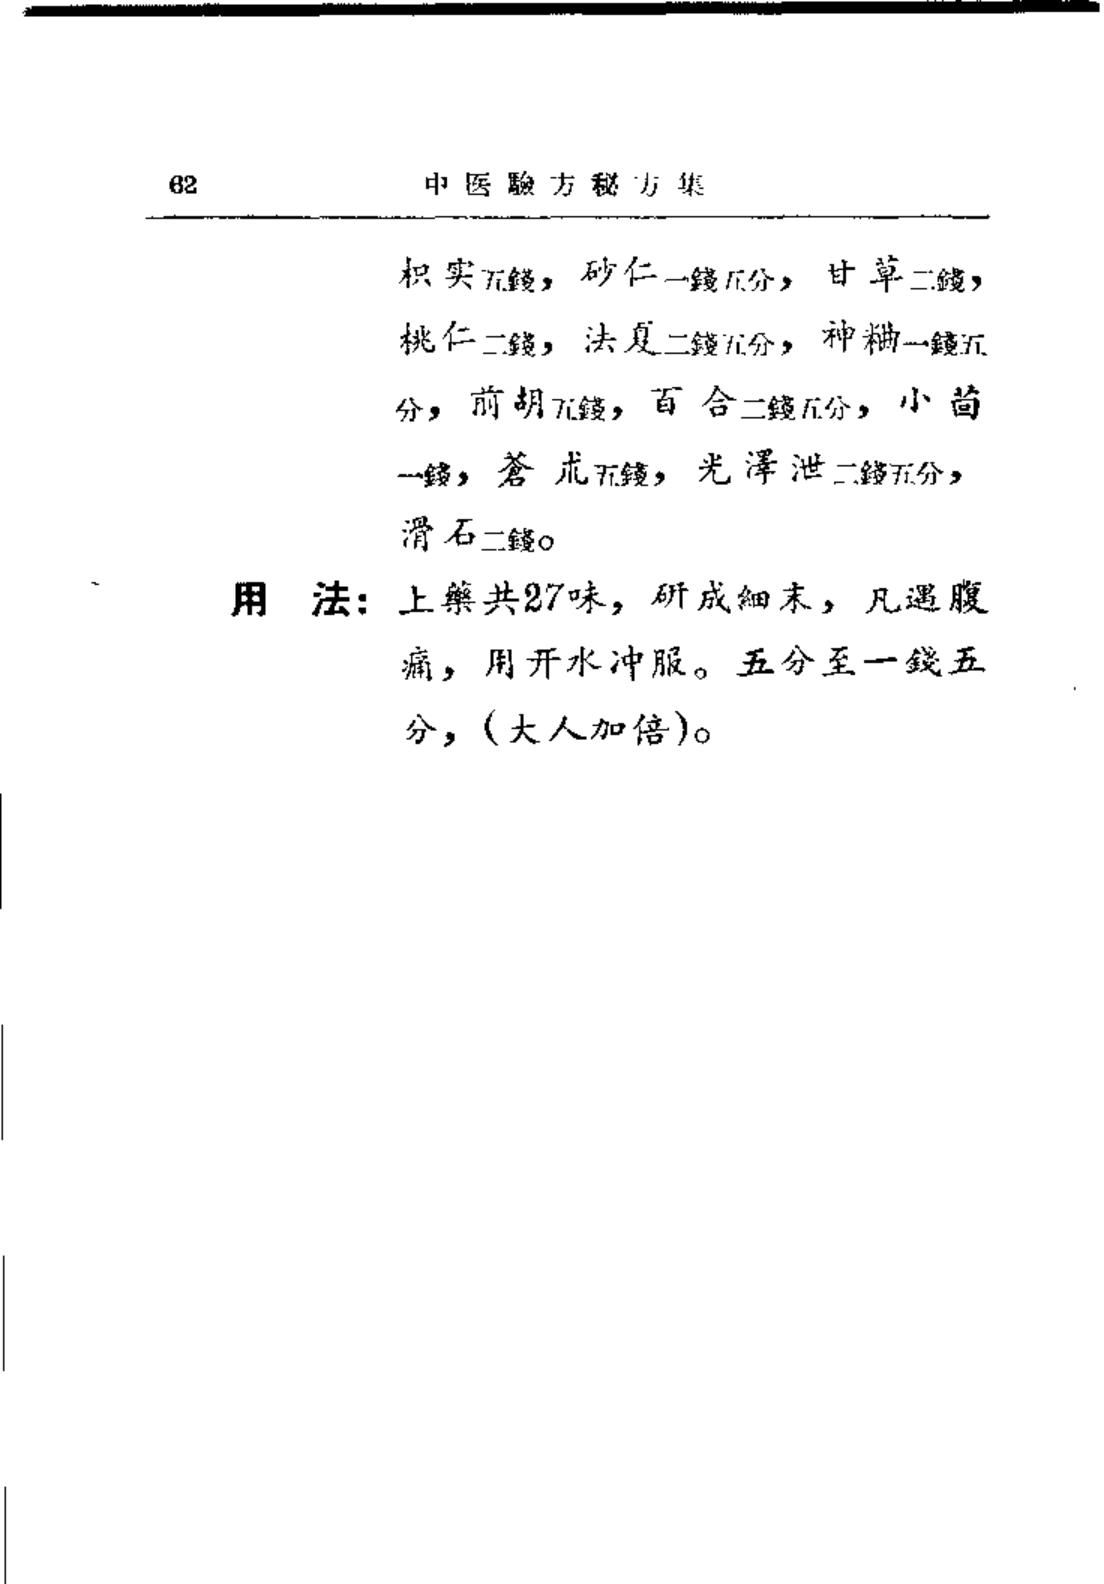 62
中医驗方秘方集
枳实五錢，砂仁一錢五分，甘草二錢，
桃仁二錢，法夏二錢五分，神粬一錢五
分，前胡五錢，百合二錢五分，小茴
一錢，蒼朮五錢，光澤泄二錢五分，
滑石二錢。
用　法：上藥共27味，研成細末，凡遇腹
痛，用开水冲服。五分至一錢五
分，（大人加倍）。